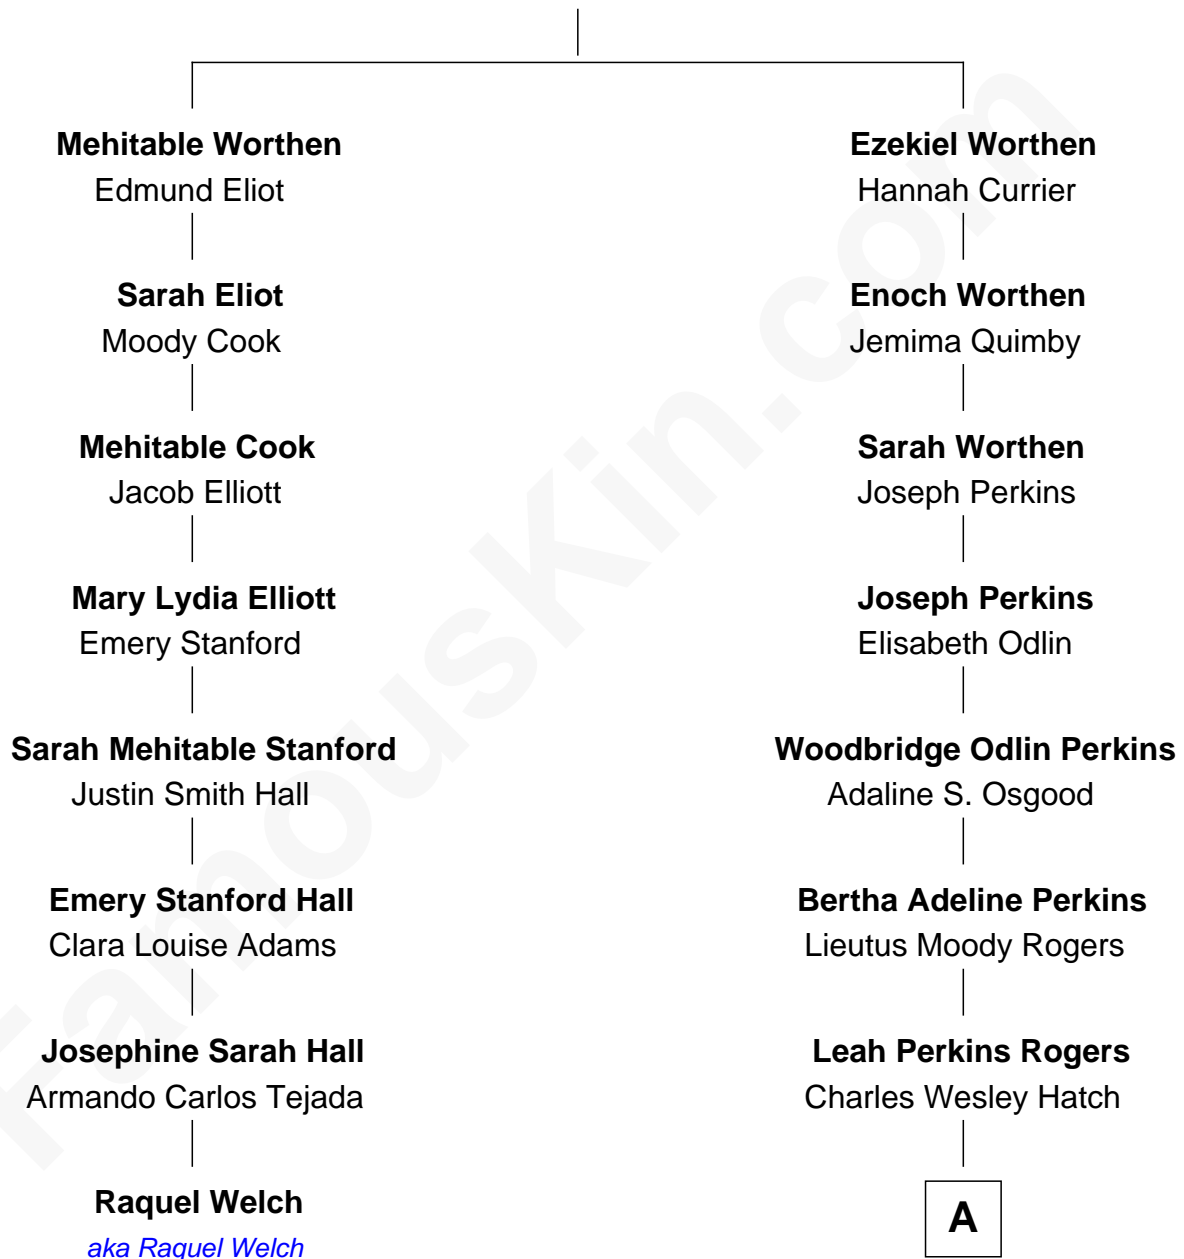 Mehitable Worthen
Edmund Eliot
Sarah Eliot
Moody Cook
Mehitable Cook
Jacob Elliott
Mary Lydia Elliott
Emery Stanford
Sarah Mehitable Stanford
Justin Smith Hall
Emery Stanford Hall
Clara Louise Adams
Josephine Sarah Hall
Armando Carlos Tejada
Raquel Welch
aka Raquel Welch
Ezekiel Worthen
Hannah Currier
Enoch Worthen
Jemima Quimby
Sarah Worthen
Joseph Perkins
Joseph Perkins
Elisabeth Odlin
Woodbridge Odlin Perkins
Adaline S. Osgood
Bertha Adeline Perkins
Lieutus Moody Rogers
Leah Perkins Rogers
Charles Wesley Hatch
A
FamousKin.com